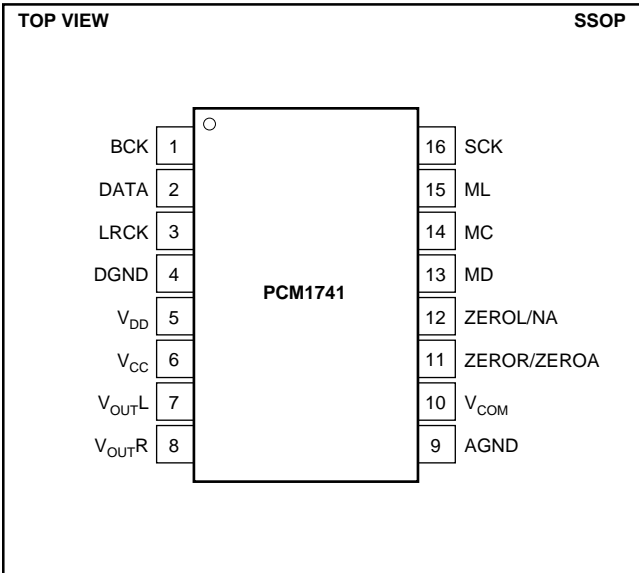 TOP VIEW SSOP
BCK 1 16 SCK
DATA 2 15 ML
LRCK 3 14 MC
DGND 4 13 MD
PCM1741
VDD 5 12 ZEROL/NA
VCC 6 11 ZEROR/ZEROA
VOUTL 7 10 VCOM
VOUTR 8 9 AGND